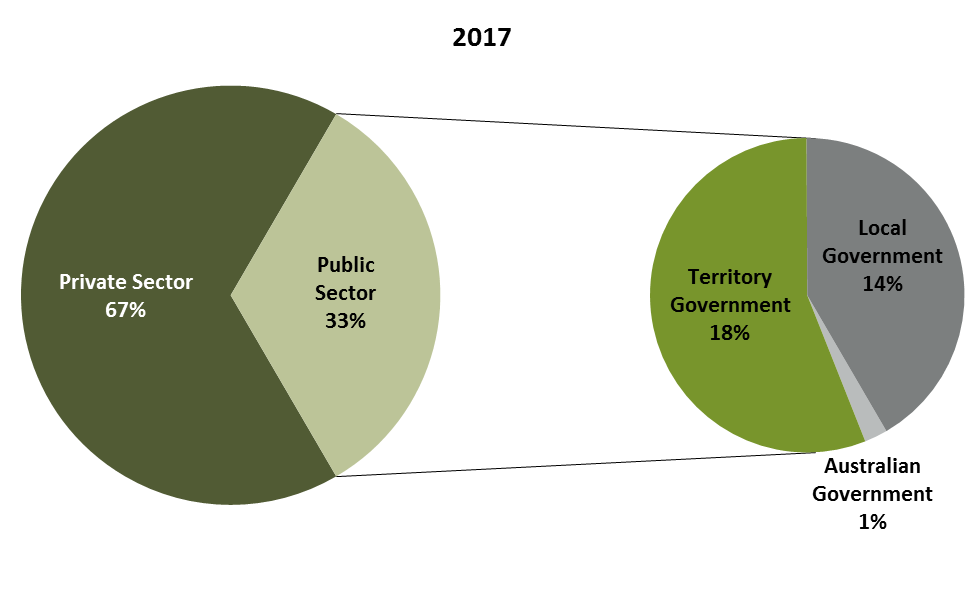 2017
Private Sector
67%
Public
Sector
33%
Territory
Government
18%
Local
Government
14%
Australian
Government
1%